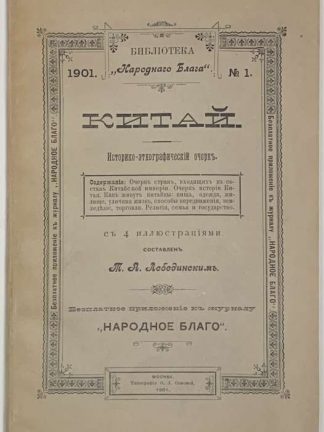 БИБЛИОТЕКА
1901. „Народнаго Блага“. № 1.
КИТАЙ.
Историко-этнографическій очеркъ.
Содержаніе: Очеркъ странъ, входящихъ въ составъ Китайской имперіи. Очеркъ исторіи Китая. Какъ живутъ китайцы: пища, одежда, жилище, уличная жизнь, способы передвиженія, земледѣліе, торговля. Религія, семья и государство.
съ 4 иллюстраціями
СОСТАВЛЕНЪ
Т. А. Лебединскимъ.
Безплатное приложеніе къ журналу
„НАРОДНОЕ БЛАГО“.
МОСКВА.
1901.
Безплатное приложеніе къ журналу „НАРОДНОЕ БЛАГО“
Безплатное приложеніе къ журналу „НАРОДНОЕ БЛАГО“